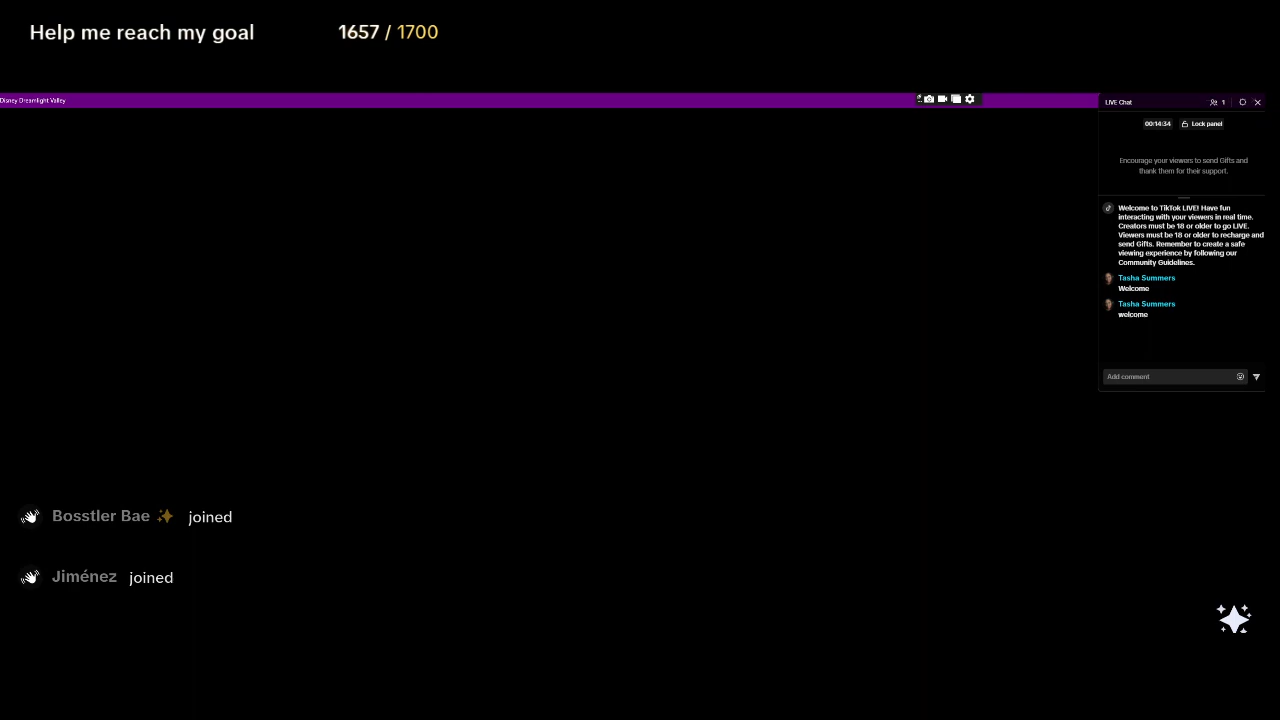 Help me reach my goal 1657 / 1700
Disney Dreamlight Valley
LIVE Chat 1
00:14:34 Lock panel
Encourage your viewers to send Gifts and
thank them for their support.
Welcome to TikTok LIVE! Have fun
interacting with your viewers in real time.
Creators must be 18 or older to go LIVE.
Viewers must be 18 or older to recharge and
send Gifts. Remember to create a safe
viewing experience by following our
Community Guidelines.
Tasha Summers
Welcome
Tasha Summers
welcome
Add comment
Bosstler Bae ✨ joined
Jiménez joined